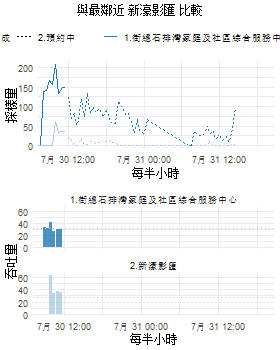 與最鄰近 新濠影匯 比較
成 2.預約中 1.街總石排灣家庭及社區綜合服務中
採樣量
200
150
100
50
0
7月 30 12:00 7月 31 00:00 7月 31 12:00
每半小時
1.街總石排灣家庭及社區綜合服務中心
60
40
20
0
2.新濠影匯
吞吐量
60
40
20
0
7月 30 12:00 7月 31 00:00 7月 31 12:00
每半小時